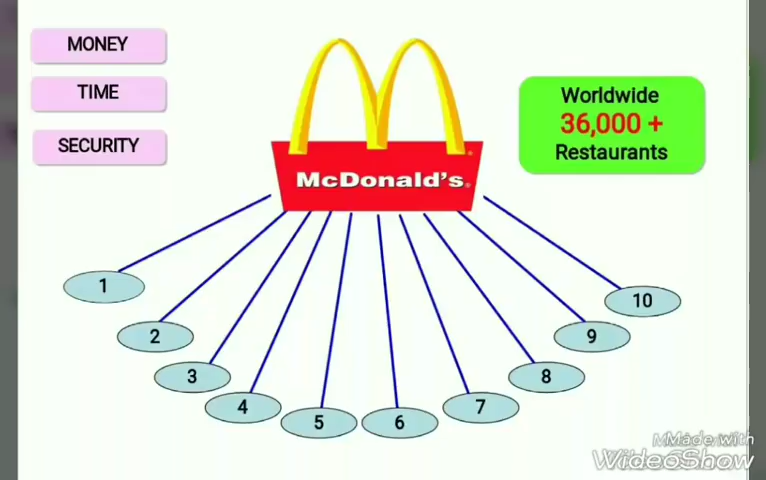 MONEY
TIME
SECURITY
McDonald's
Worldwide
36,000 +
Restaurants
1
2
3
4
5
6
7
8
9
10
Made with
VideoShow